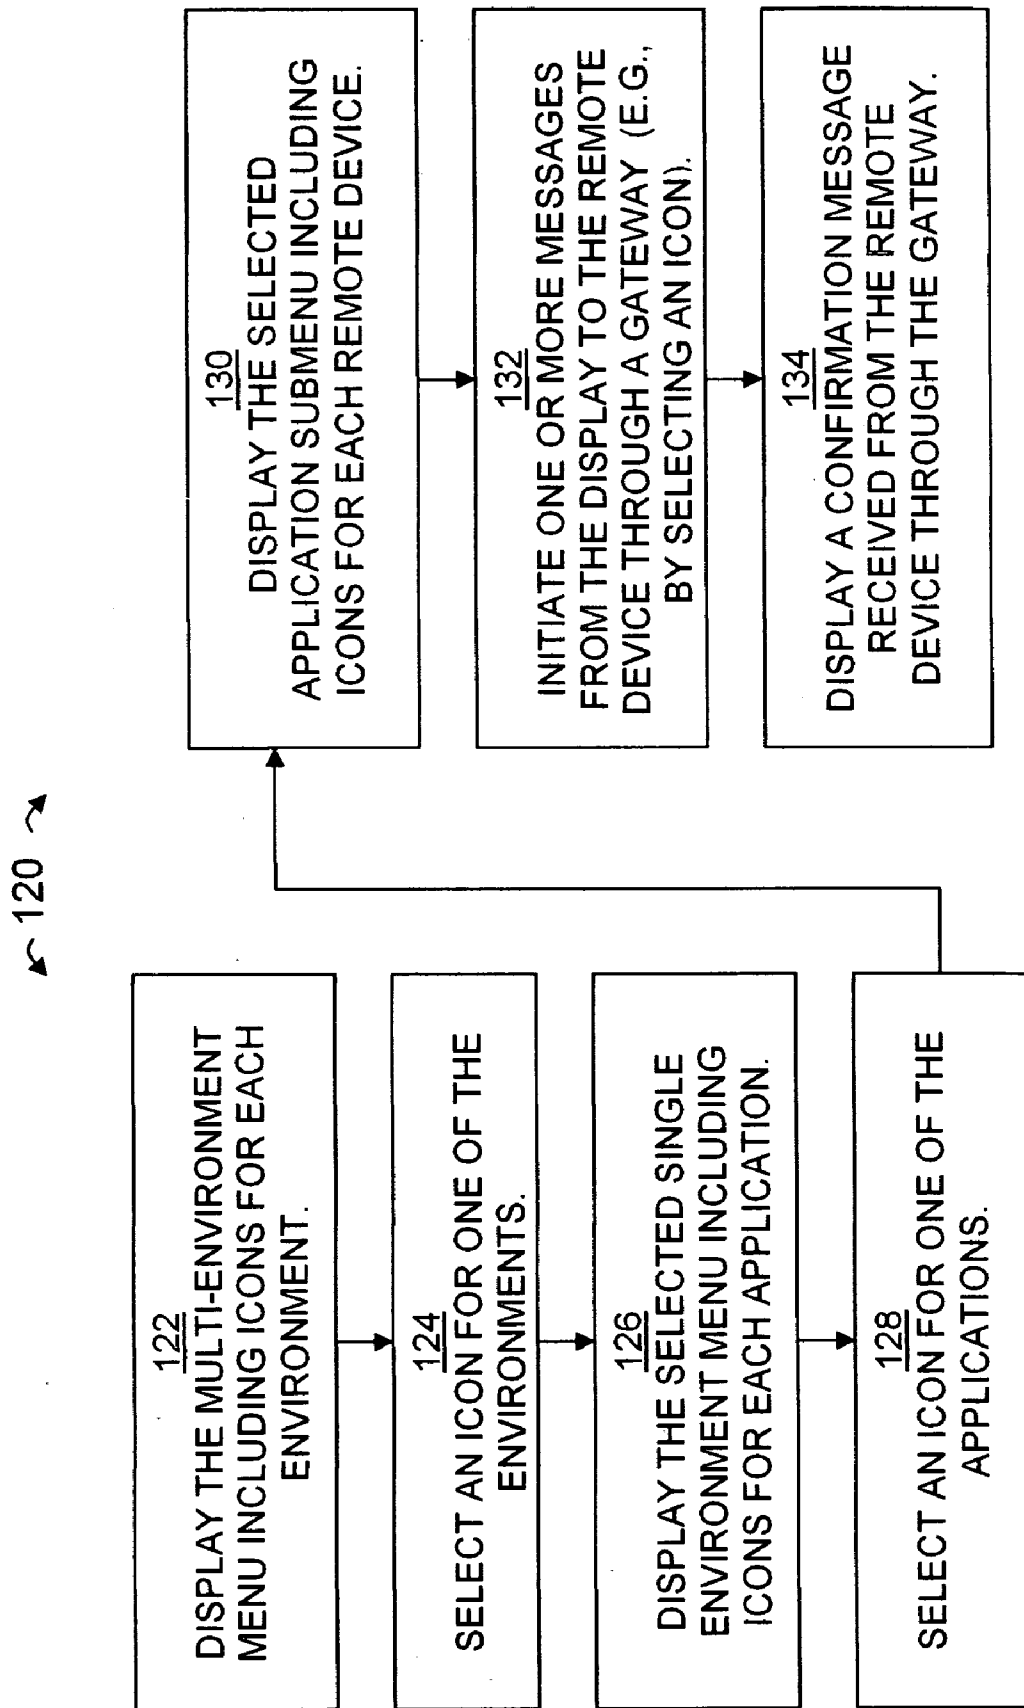 120
122
DISPLAY THE MULTI-ENVIRONMENT
MENU INCLUDING ICONS FOR EACH
ENVIRONMENT.
124
SELECT AN ICON FOR ONE OF THE
ENVIRONMENTS.
126
DISPLAY THE SELECTED SINGLE
ENVIRONMENT MENU INCLUDING
ICONS FOR EACH APPLICATION.
128
SELECT AN ICON FOR ONE OF THE
APPLICATIONS.
130
DISPLAY THE SELECTED
APPLICATION SUBMENU INCLUDING
ICONS FOR EACH REMOTE DEVICE.
132
INITIATE ONE OR MORE MESSAGES
FROM THE DISPLAY TO THE REMOTE
DEVICE THROUGH A GATEWAY (E.G.,
BY SELECTING AN ICON).
134
DISPLAY A CONFIRMATION MESSAGE
RECEIVED FROM THE REMOTE
DEVICE THROUGH THE GATEWAY.